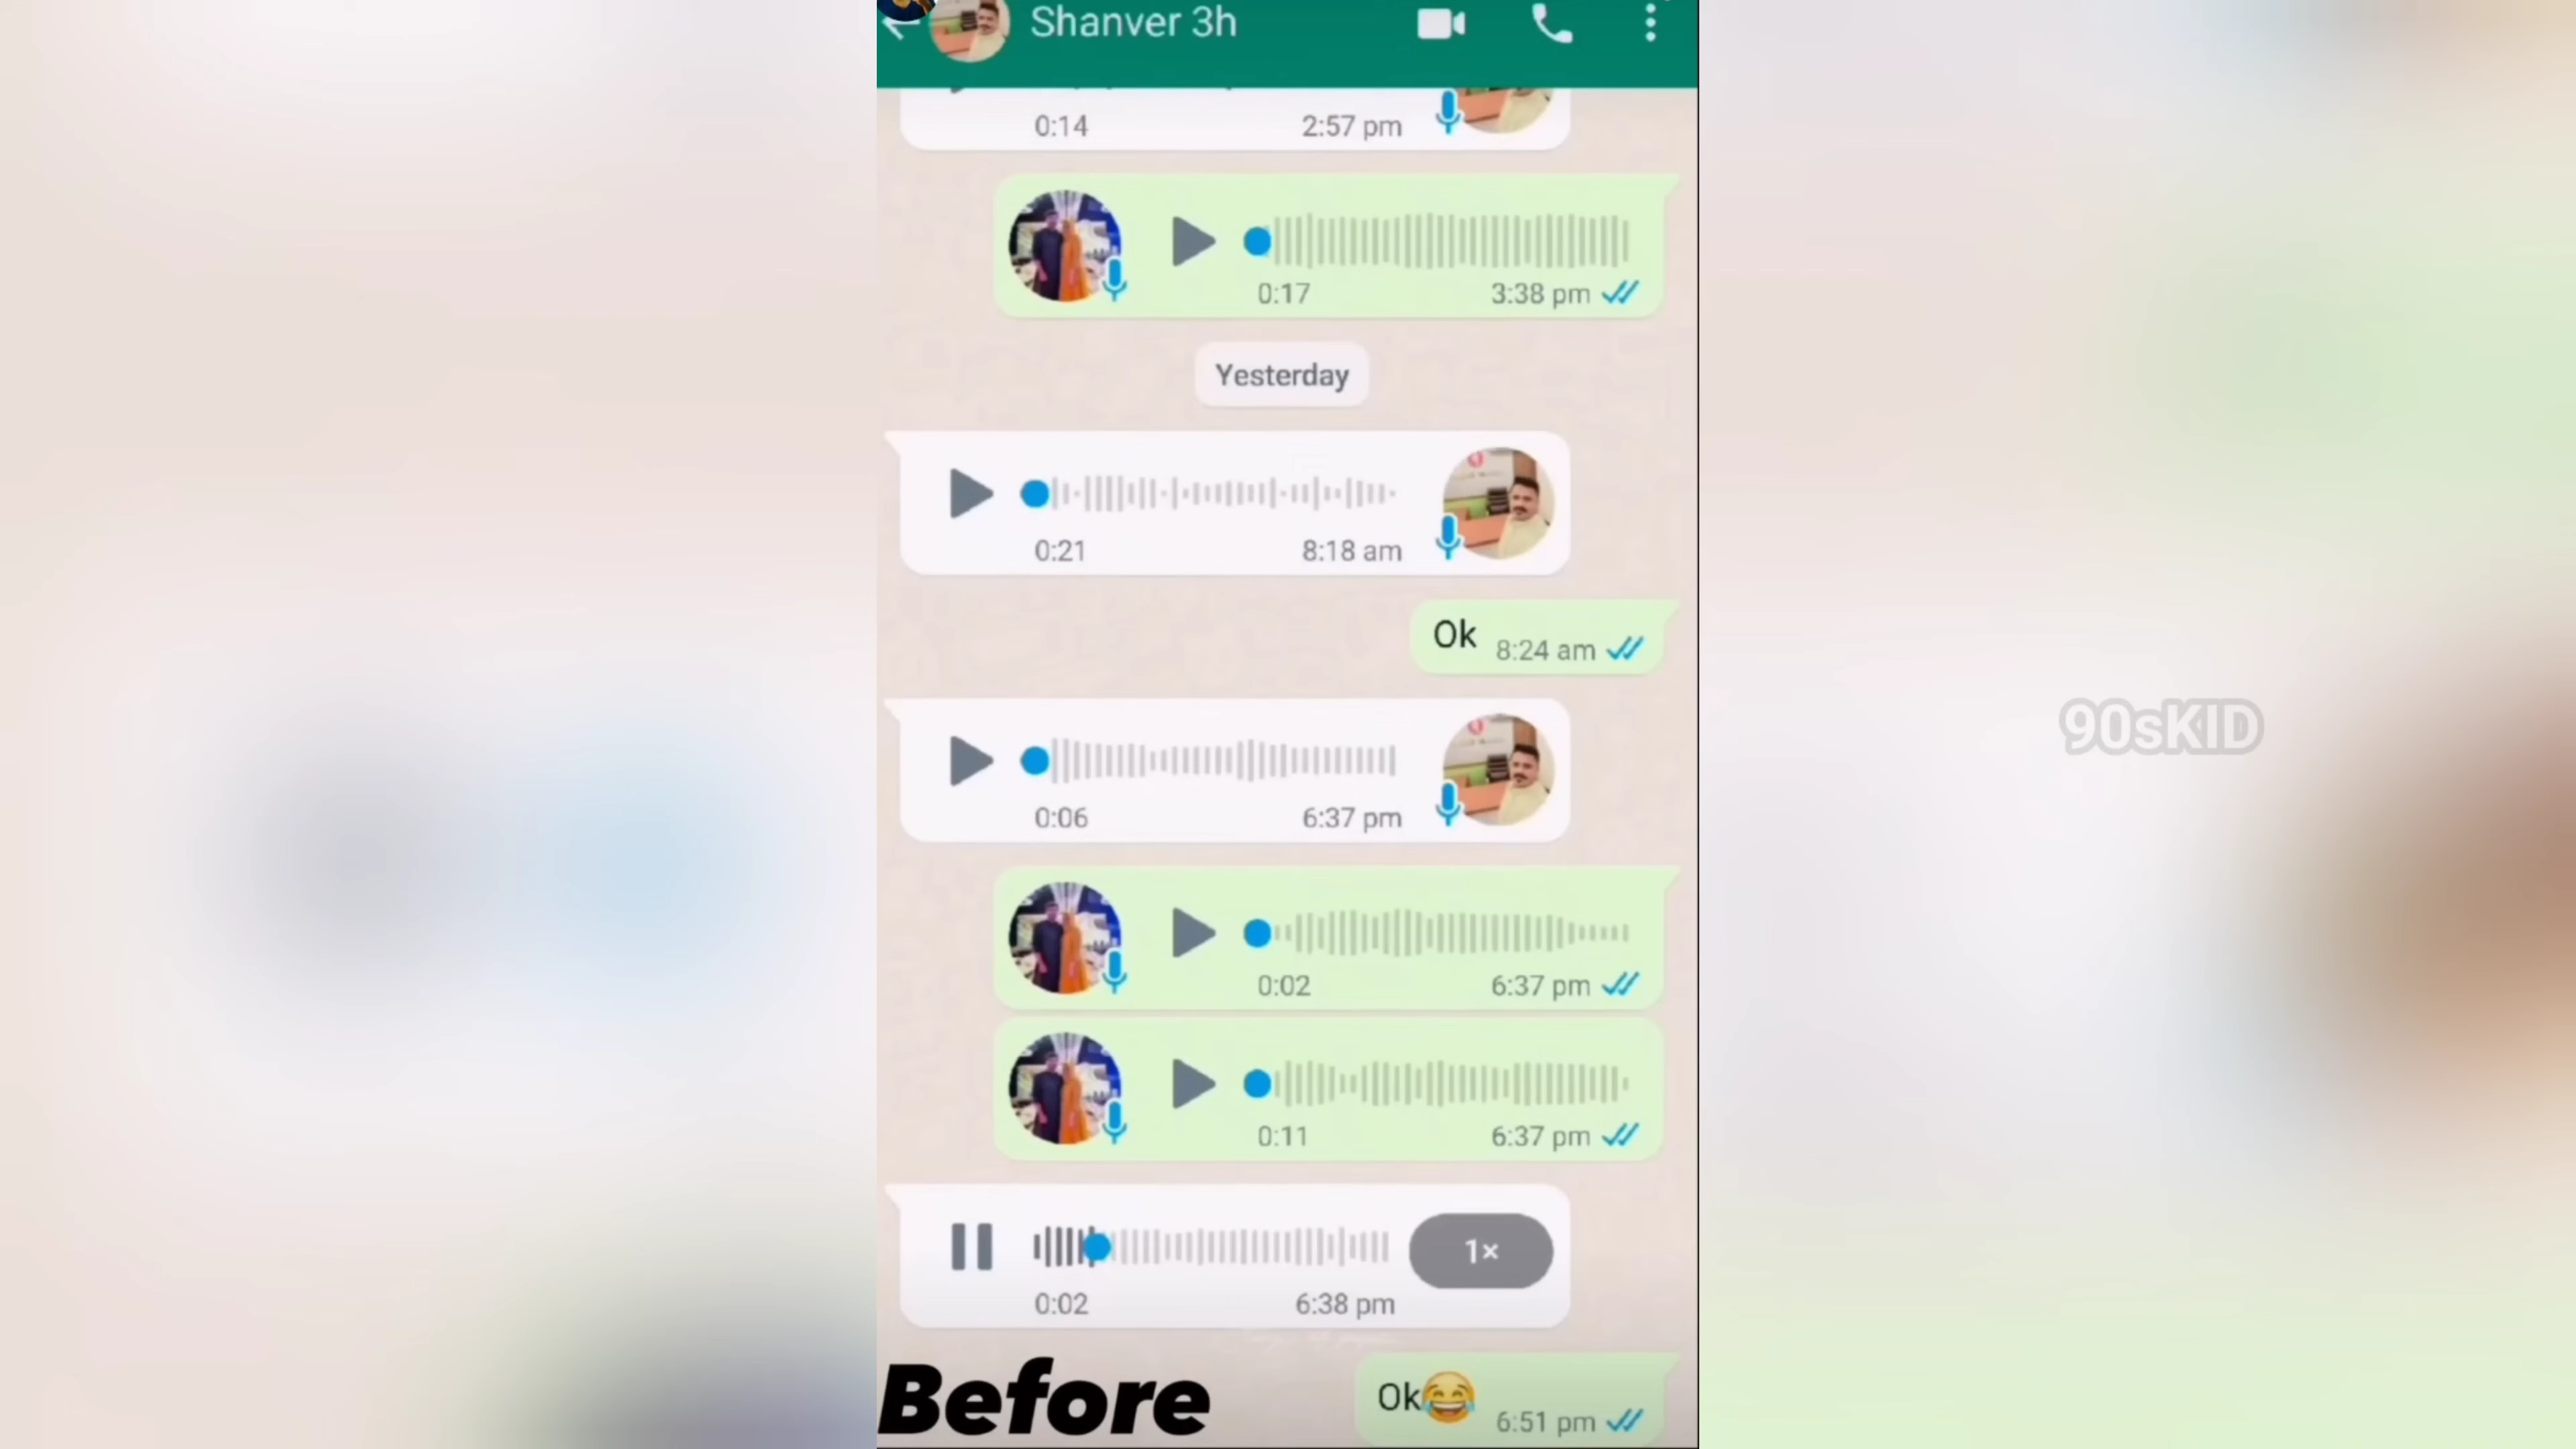 Shanver 3h
0:14 2:57 pm
0:17 3:38 pm
Yesterday
0:21 8:18 am
Ok 8:24 am
90sKID
0:06 6:37 pm
0:02 6:37 pm
0:11 6:37 pm
1×
0:02 6:38 pm
Before
Ok😂 6:51 pm